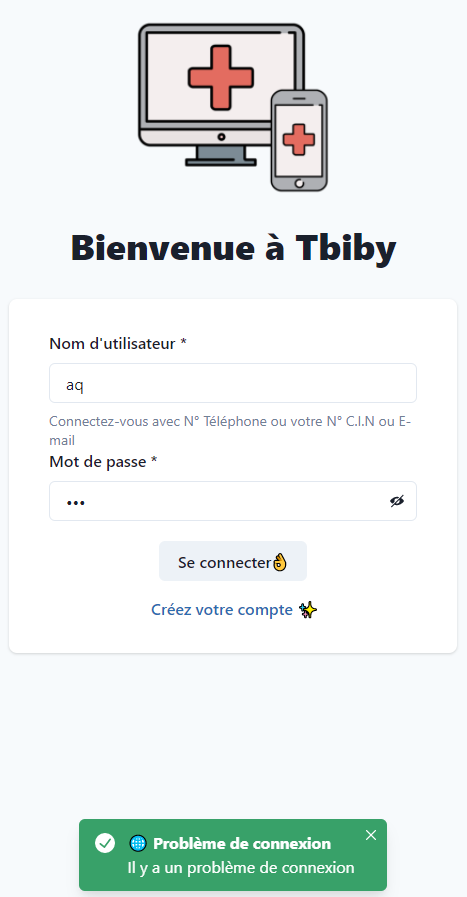 Bienvenue à Tbiby
Nom d'utilisateur *
aq
Connectez-vous avec N° Téléphone ou votre N° C.I.N ou E-
mail
Mot de passe *
•••
Se connecter👌
Créez votre compte ✨
🌐 Problème de connexion
Il y a un problème de connexion